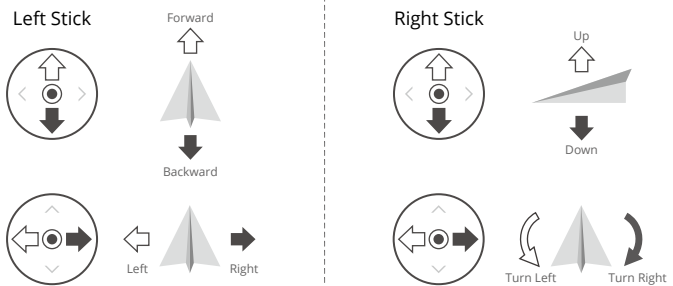 Left Stick
Forward
Backward
Left
Right
Right Stick
Up
Down
Turn Left
Turn Right